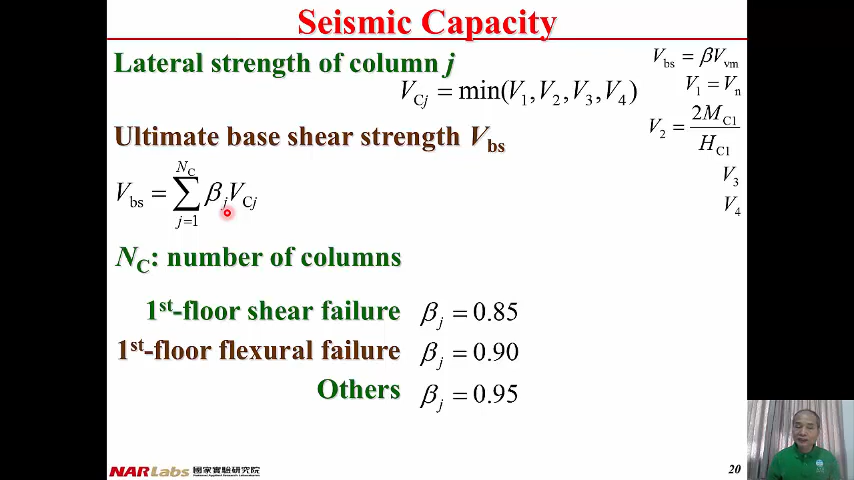 Seismic Capacity
Lateral strength of column j
V_Cj = min(V_1, V_2, V_3, V_4)
V_bs = βV_vm
V_1 = V_n
V_2 = 2M_C1 / H_C1
V_3
V_4
Ultimate base shear strength V_bs
V_bs = ∑_{j=1}^{N_C} β_j V_Cj
N_C: number of columns
1st-floor shear failure β_j = 0.85
1st-floor flexural failure β_j = 0.90
Others β_j = 0.95
NARLabs 國家實驗研究院
20